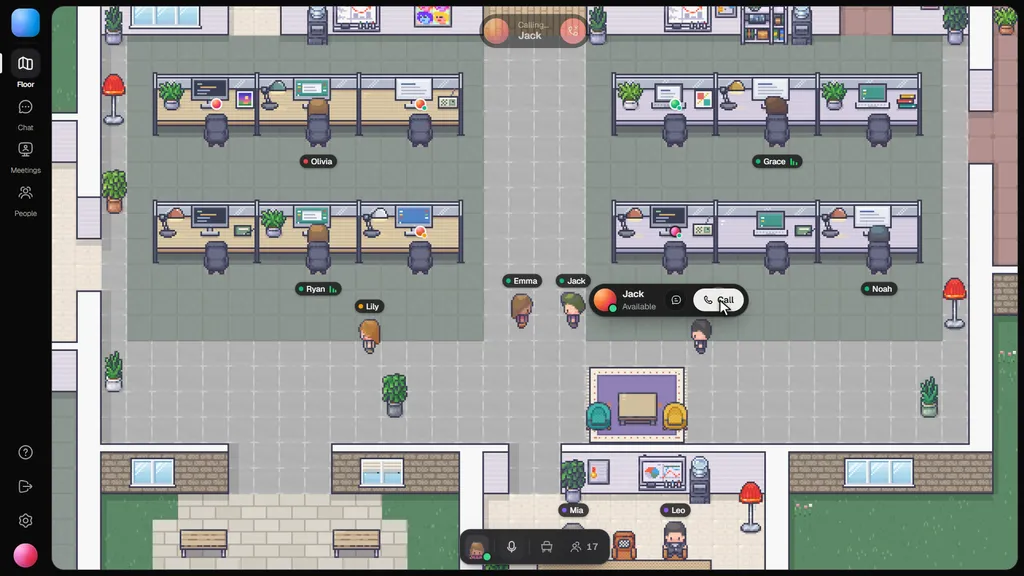 Calling...
Jack
Floor
Chat
Meetings
People
Olivia
Grace
Emma
Jack
Ryan
Noah
Jack
Available
Call
Lily
Mia
Leo
17